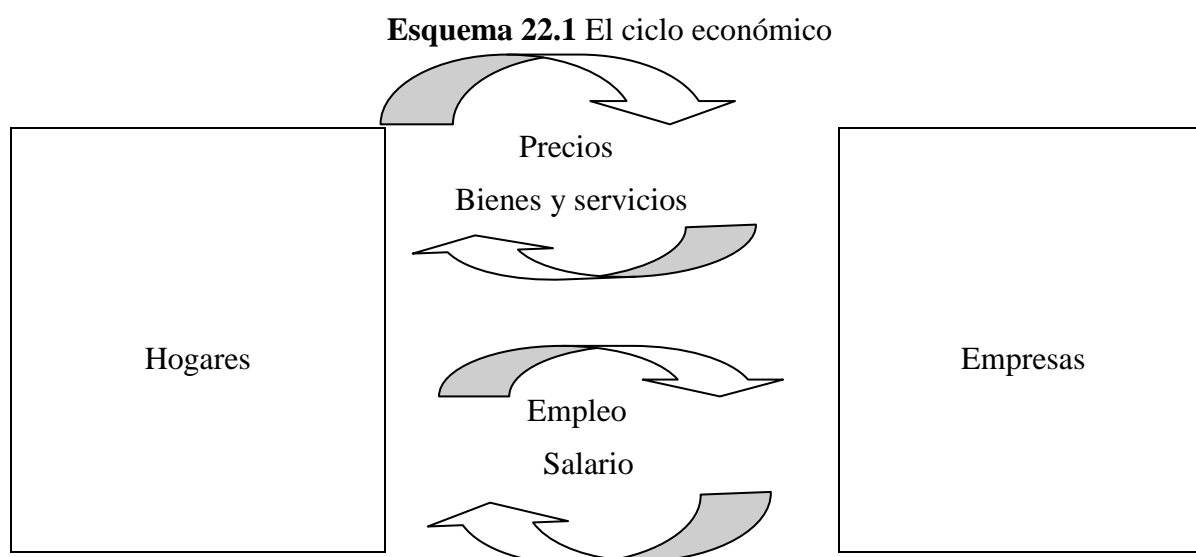 Esquema 22.1 El ciclo económico
Precios
Bienes y servicios
Hogares
Empresas
Empleo
Salario